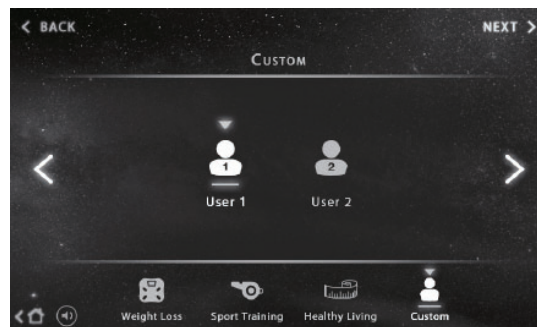 BACK
NEXT
CUSTOM
1
2
User 1
User 2
Weight Loss
Sport Training
Healthy Living
Custom